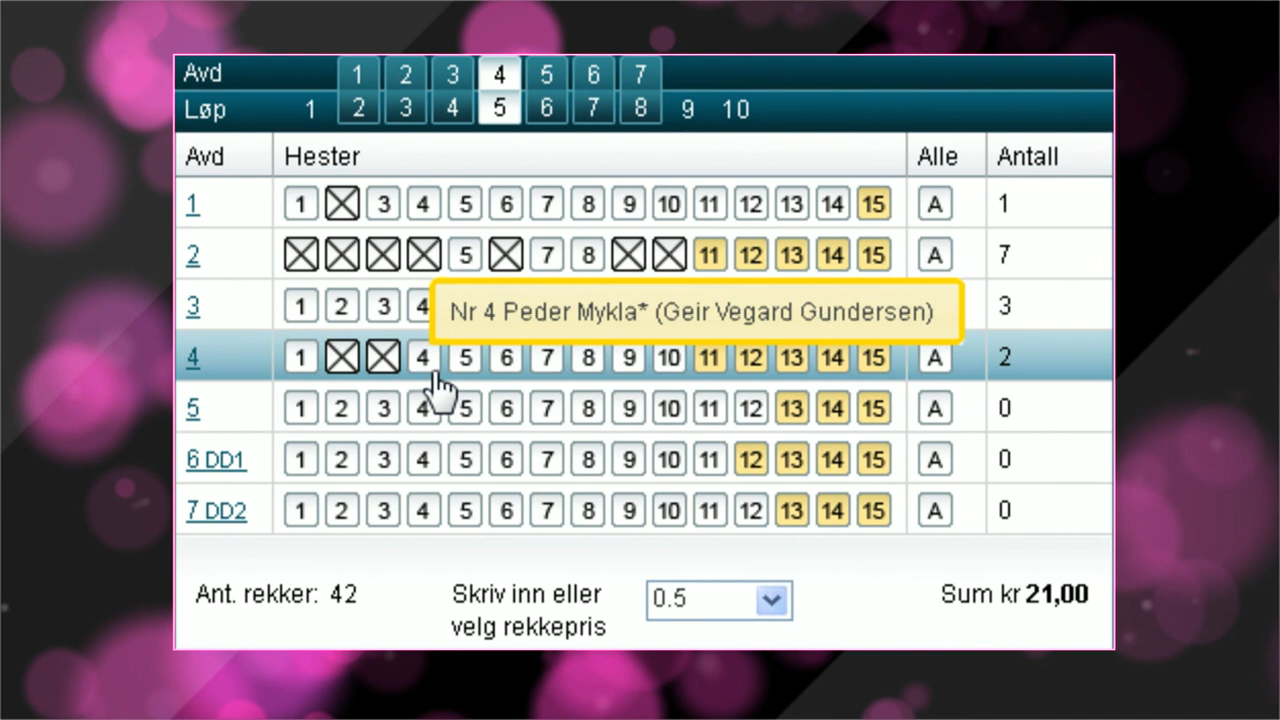 Avd 1 2 3 4 5 6 7
Løp 1 2 3 4 5 6 7 8 9 10
Avd Hester Alle Antall
1 1 3 4 5 6 7 8 9 10 11 12 13 14 15 A 1
2 5 7 8 11 12 13 14 15 A 7
3 1 2 3 4 3
Nr 4 Peder Mykla* (Geir Vegard Gundersen)
4 1 4 5 6 7 8 9 10 11 12 13 14 15 A 2
5 1 2 3 4 5 6 7 8 9 10 11 12 13 14 15 A 0
6 DD1 1 2 3 4 5 6 7 8 9 10 11 12 13 14 15 A 0
7 DD2 1 2 3 4 5 6 7 8 9 10 11 12 13 14 15 A 0
Ant. rekker: 42 Skriv inn eller 0.5 Sum kr 21,00
velg rekkepris